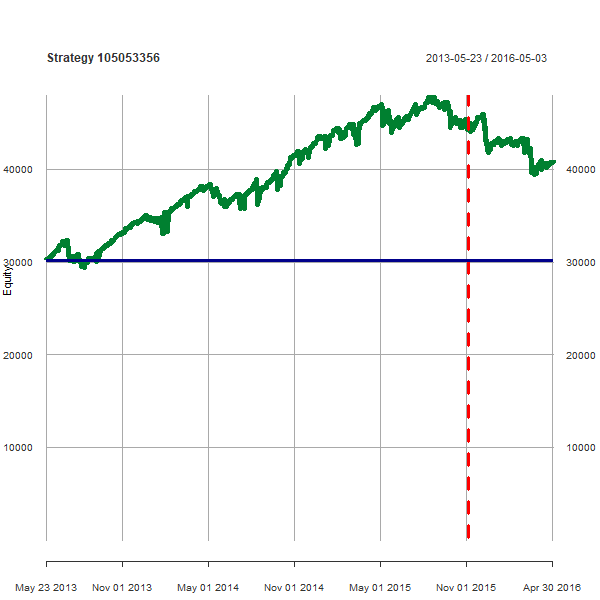 Strategy 105053356 2013-05-23 / 2016-05-03
40000 40000
30000 30000
Equity
20000 20000
10000 10000
May 23 2013 Nov 01 2013 May 01 2014 Nov 01 2014 May 01 2015 Nov 01 2015 Apr 30 2016